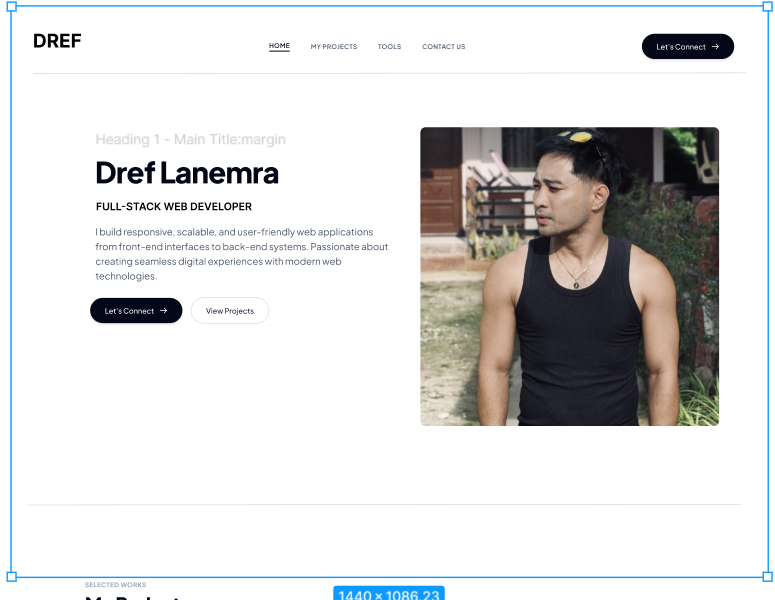 DREF
HOME MY PROJECTS TOOLS CONTACT US
Let's Connect →
Heading 1 - Main Title:margin
Dref Lanemra
FULL-STACK WEB DEVELOPER
I build responsive, scalable, and user-friendly web applications
from front-end interfaces to back-end systems. Passionate about
creating seamless digital experiences with modern web
technologies.
Let's Connect →
View Projects
SELECTED WORKS
1440 × 1086.23